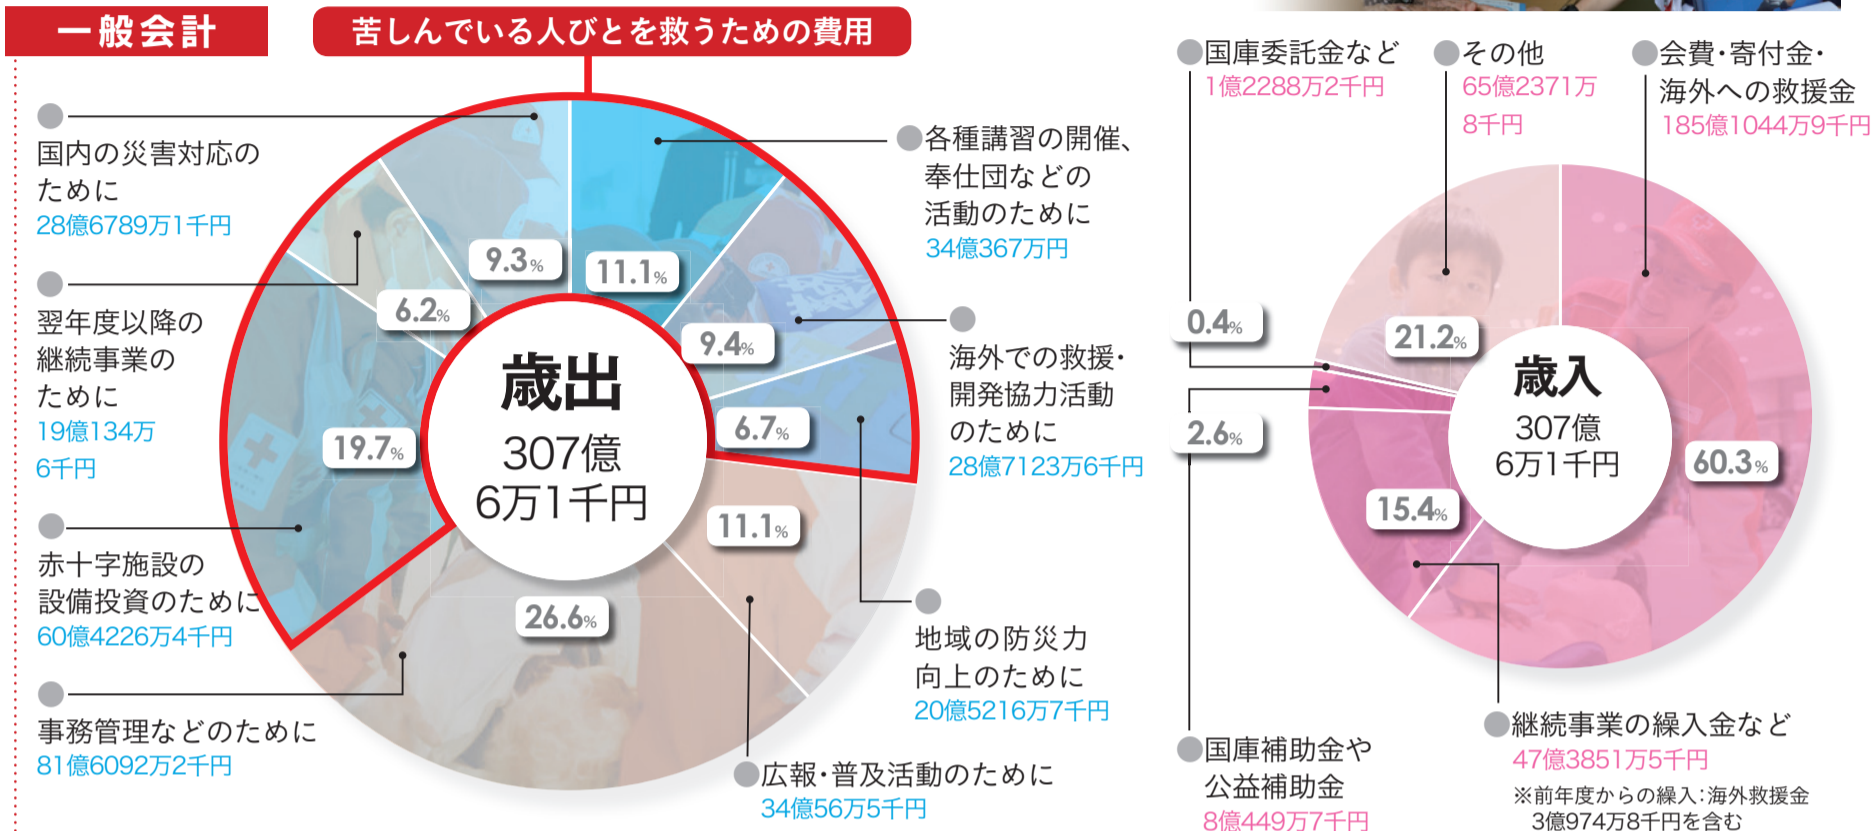 一般会計
苦しんでいる人びとを救うための費用
国内の災害対応の
ために
28億6789万1千円
翌年度以降の
継続事業の
ために
19億134万
6千円
赤十字施設の
設備投資のために
60億4226万4千円
事務管理などのために
81億6092万2千円
9.3%
11.1%
6.2%
9.4%
19.7%
6.7%
11.1%
26.6%
歳出
307億
6万1千円
各種講習の開催、
奉仕団などの
活動のために
34億367万円
海外での救援・
開発協力活動
のために
28億7123万6千円
地域の防災力
向上のために
20億5216万7千円
広報・普及活動のために
34億56万5千円
国庫委託金など
1億2288万2千円
その他
65億2371万
8千円
会費・寄付金・
海外への救援金
185億1044万9千円
0.4%
21.2%
2.6%
60.3%
15.4%
歳入
307億
6万1千円
国庫補助金や
公益補助金
8億449万7千円
継続事業の繰入金など
47億3851万5千円
※前年度からの繰入:海外救援金
3億974万8千円を含む